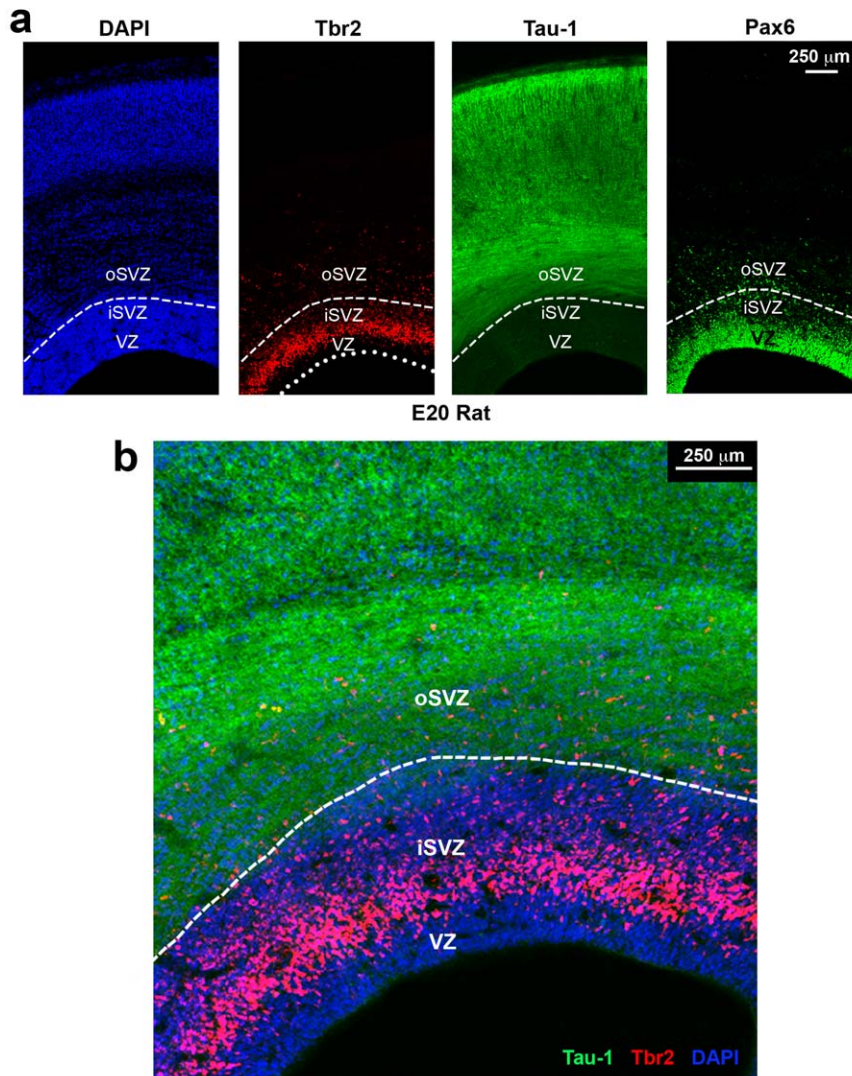 a
DAPI
Tbr2
Tau-1
Pax6
250 μm
oSVZ
iSVZ
VZ
oSVZ
iSVZ
VZ
oSVZ
iSVZ
VZ
oSVZ
iSVZ
VZ
E20 Rat
b
250 μm
oSVZ
iSVZ
VZ
Tau-1 Tbr2 DAPI